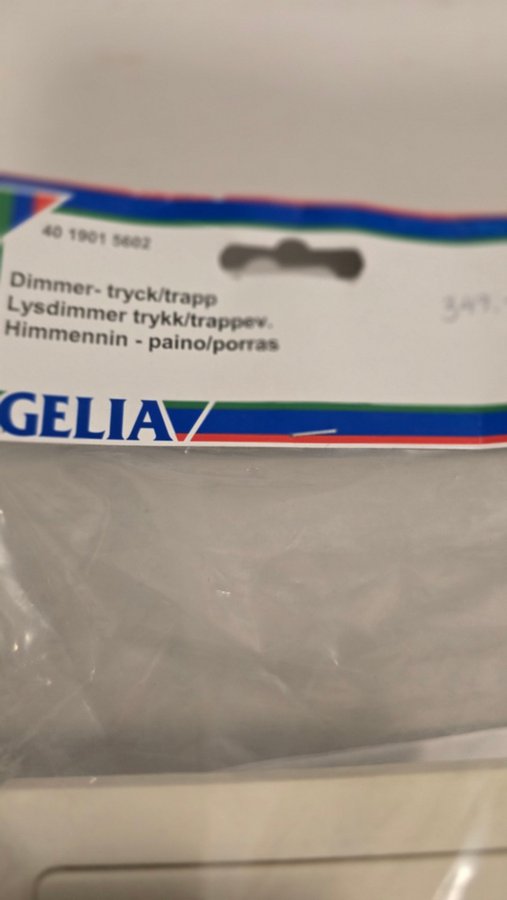 40 1901 5602
Dimmer- tryck/trapp
Lysdimmer trykk/trappev.
Himmennin - paino/porras
GELIA